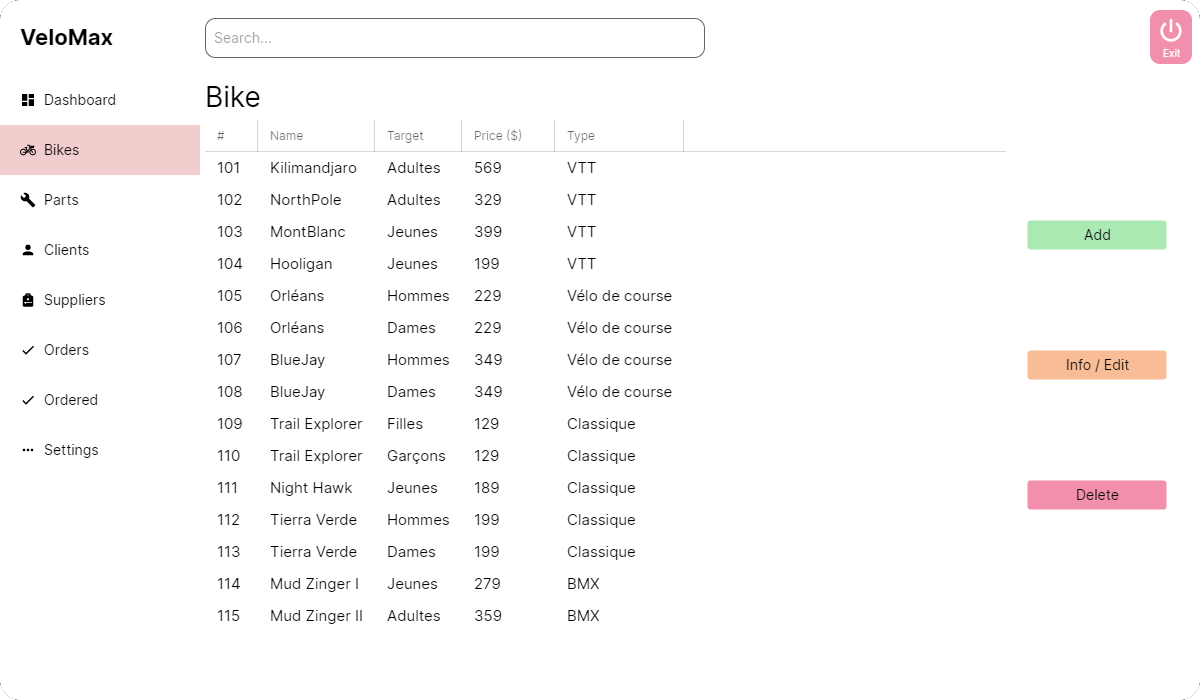 VeloMax
Search...
Exit
Dashboard
Bikes
Parts
Clients
Suppliers
Orders
Ordered
Settings
Bike
# Name Target Price ($) Type
101 Kilimandjaro Adultes 569 VTT
102 NorthPole Adultes 329 VTT
103 MontBlanc Jeunes 399 VTT
104 Hooligan Jeunes 199 VTT
105 Orléans Hommes 229 Vélo de course
106 Orléans Dames 229 Vélo de course
107 BlueJay Hommes 349 Vélo de course
108 BlueJay Dames 349 Vélo de course
109 Trail Explorer Filles 129 Classique
110 Trail Explorer Garçons 129 Classique
111 Night Hawk Jeunes 189 Classique
112 Tierra Verde Hommes 199 Classique
113 Tierra Verde Dames 199 Classique
114 Mud Zinger I Jeunes 279 BMX
115 Mud Zinger II Adultes 359 BMX
Add
Info / Edit
Delete